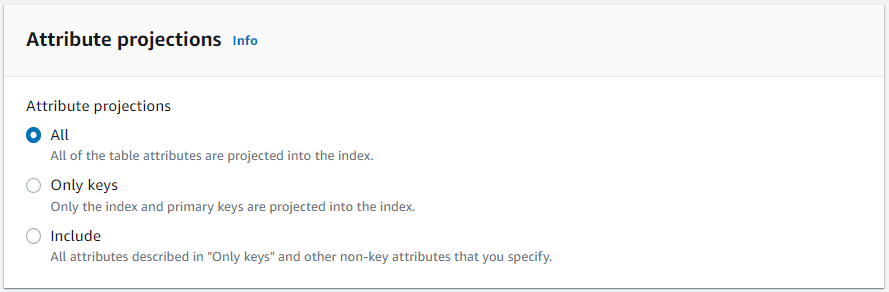 Attribute projections Info
Attribute projections
All
All of the table attributes are projected into the index.
Only keys
Only the index and primary keys are projected into the index.
Include
All attributes described in "Only keys" and other non-key attributes that you specify.